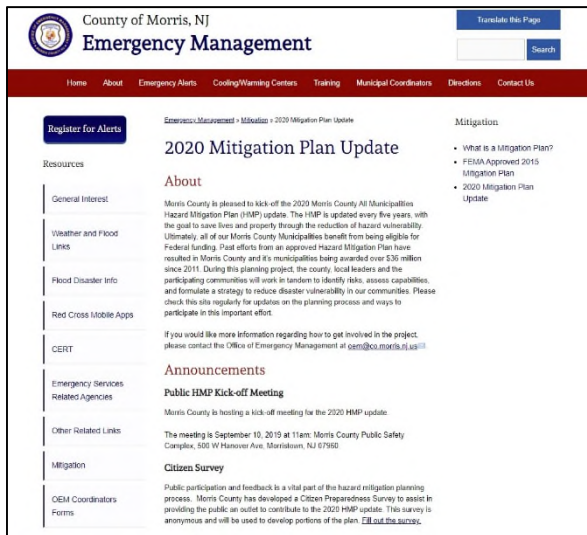 County of Morris, NJ
Emergency Management
Translate this Page
Search
Home About Emergency Alerts Cooling/Warming Centers Training Municipal Coordinators Directions Contact Us
Register for Alerts
Resources
General Interest
Weather and Flood
Links
Flood Disaster Info
Red Cross Mobile Apps
CERT
Emergency Services
Related Agencies
Other Related Links
Mitigation
OEM Coordinators
Forms
Emergency Management » Mitigation » 2020 Mitigation Plan Update
2020 Mitigation Plan Update
About
Morris County is pleased to kick-off the 2020 Morris County All Municipalities
Hazard Mitigation Plan (HMP) update. The HMP is updated every five years, with
the goal to save lives and property through the reduction of hazard vulnerability.
Ultimately, all of our Morris County Municipalities benefit from being eligible for
Federal funding. Past efforts from an approved Hazard Mitigation Plan have
resulted in Morris County and it's municipalities being awarded over $36 million
since 2011. During this planning project, the county, local leaders and the
participating communities will work in tandem to identify risks, assess capabilities,
and formulate a strategy to reduce disaster vulnerability in our communities. Please
check this site regularly for updates on the planning process and ways to
participate in this important effort.
If you would like more information regarding how to get involved in the project,
please contact the Office of Emergency Management at oem@co.morris.nj.us
Announcements
Public HMP Kick-off Meeting
Morris County is hosting a kick-off meeting for the 2020 HMP update.
The meeting is September 10, 2019 at 11am: Morris County Public Safety
Complex, 500 W Hanover Ave, Morristown, NJ 07960
Citizen Survey
Public participation and feedback is a vital part of the hazard mitigation planning
process. Morris County has developed a Citizen Preparedness Survey to assist in
providing the public an outlet to contribute to the 2020 HMP update. This survey is
anonymous and will be used to develop portions of the plan. Fill out the survey.
Mitigation
What is a Mitigation Plan?
FEMA Approved 2015
Mitigation Plan
2020 Mitigation Plan
Update